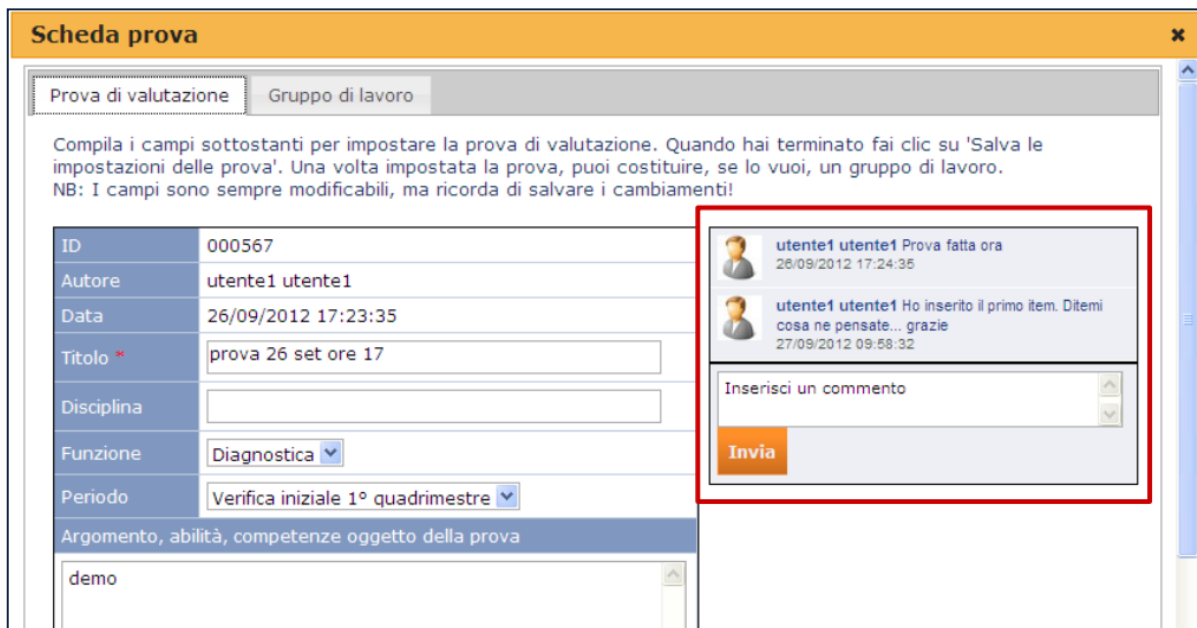 Scheda prova
Prova di valutazione
Gruppo di lavoro
Compila i campi sottostanti per impostare la prova di valutazione. Quando hai terminato fai clic su 'Salva le
impostazioni delle prova'. Una volta impostata la prova, puoi costituire, se lo vuoi, un gruppo di lavoro.
NB: I campi sono sempre modificabili, ma ricorda di salvare i cambiamenti!
ID 000567
Autore utente1 utente1
Data 26/09/2012 17:23:35
Titolo * prova 26 set ore 17
Disciplina
Funzione Diagnostica
Periodo Verifica iniziale 1° quadrimestre
Argomento, abilità, competenze oggetto della prova
demo
utente1 utente1 Prova fatta ora
26/09/2012 17:24:35
utente1 utente1 Ho inserito il primo item. Ditemi
cosa ne pensate... grazie
27/09/2012 09:58:32
Inserisci un commento
Invia